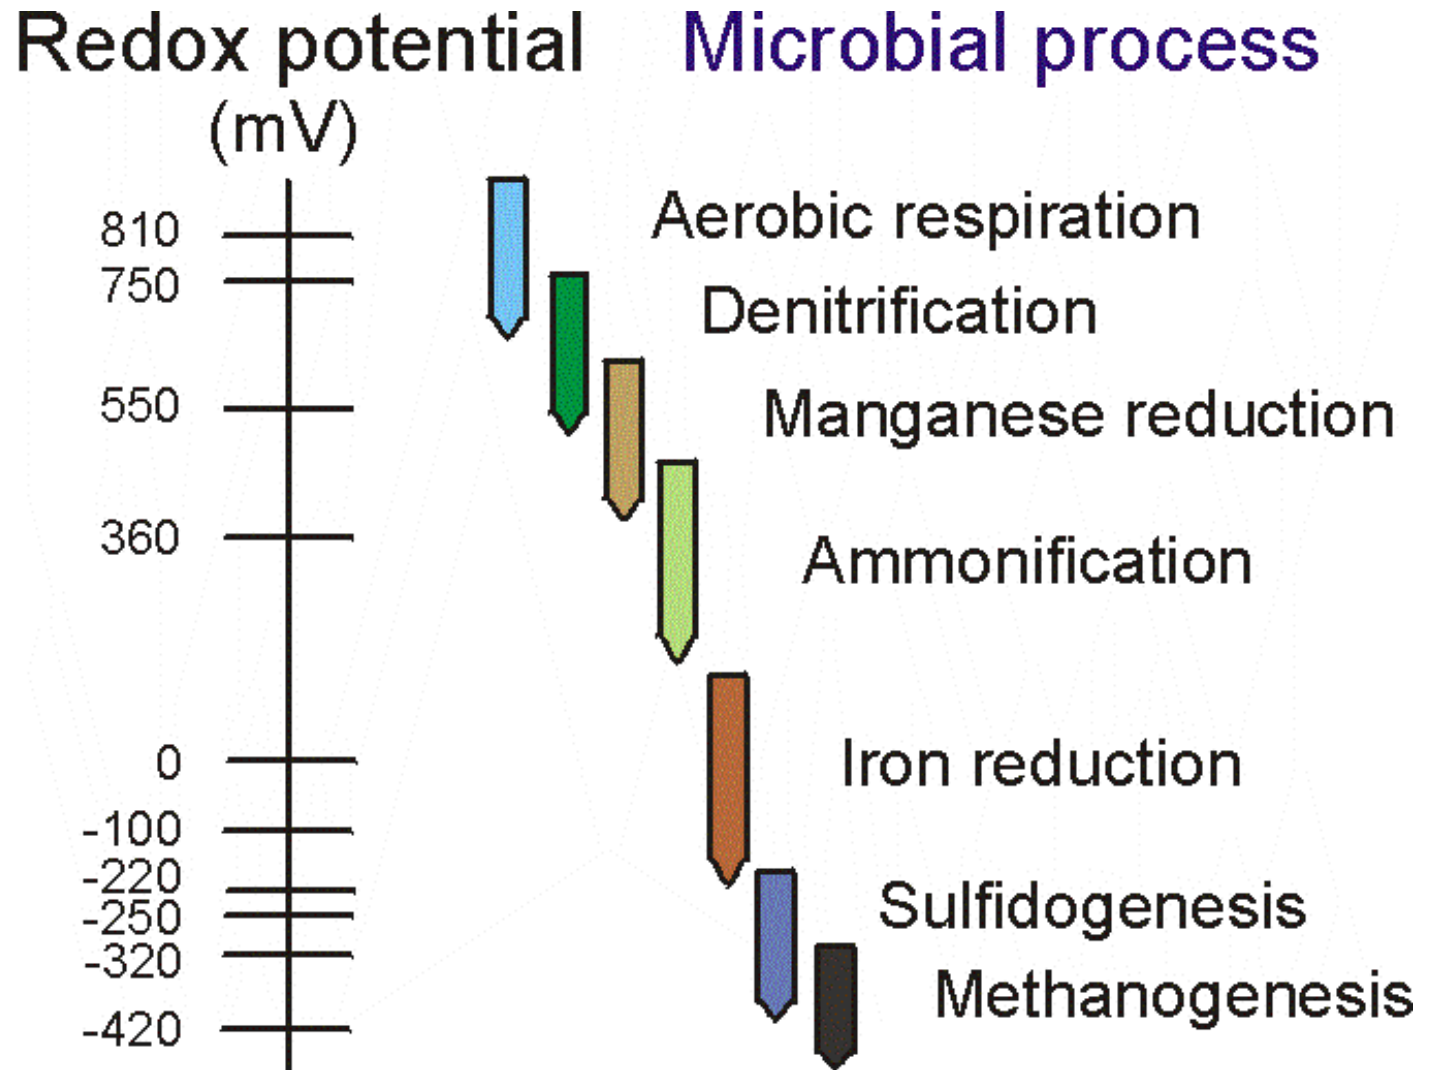 Redox potential
(mV)
Microbial process
810
750
550
360
0
-100
-220
-250
-320
-420
Aerobic respiration
Denitrification
Manganese reduction
Ammonification
Iron reduction
Sulfidogenesis
Methanogenesis